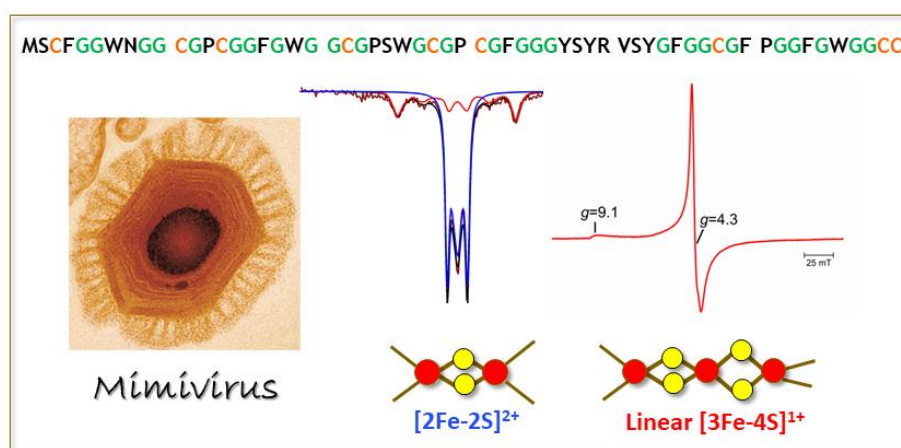 MSCFGGWNGG CGPCGGFGWG GCGPSWGCGP CGFGGGYSYR VSYGFGGCGF PGGFGWGGCC
g=9.1
g=4.3
25 mT
Mimivirus
[2Fe-2S]2+
Linear [3Fe-4S]1+